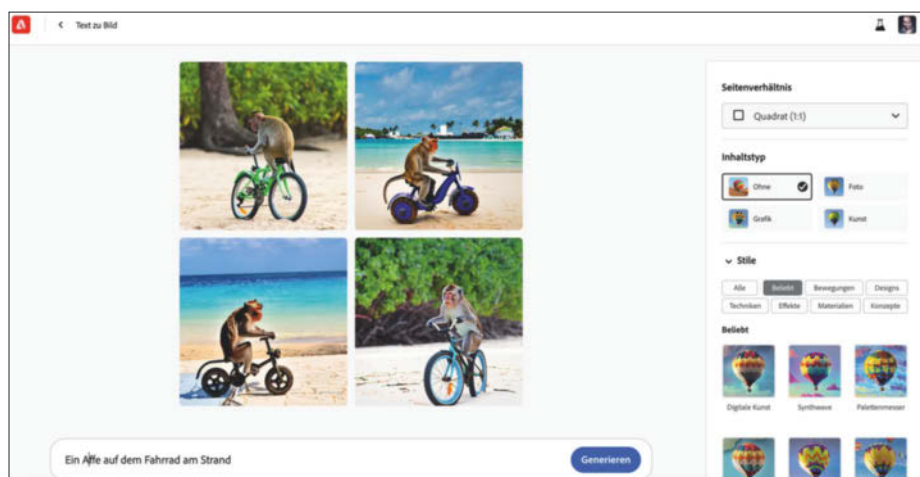 Text zu Bild
Seitenverhältnis
Quadrat (1:1)
Inhaltstyp
Ohne
Foto
Grafik
Kunst
Stile
Alle Beliebt Bewegungen Designs
Techniken Effekte Materialien Konzepte
Beliebt
Digitale Kunst Synthwave Palettenmesser
Ein Affe auf dem Fahrrad am Strand
Generieren